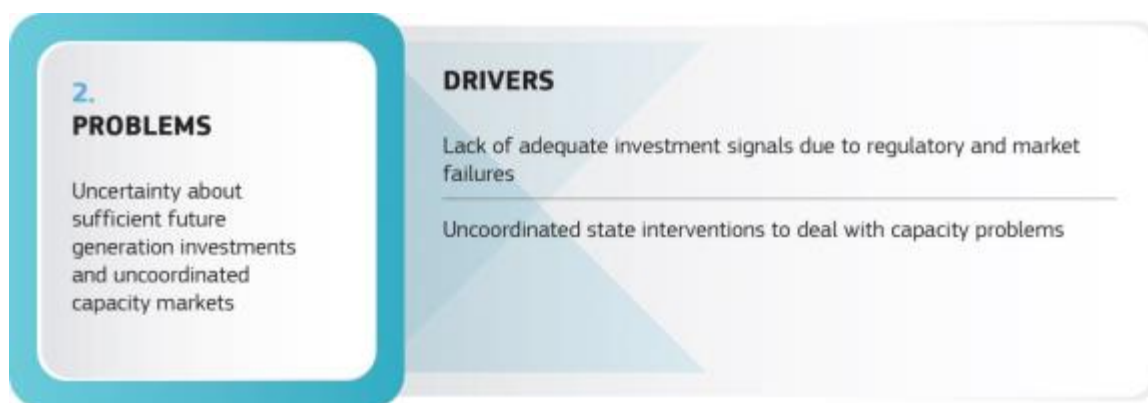 2.
PROBLEMS
Uncertainty about
sufficient future
generation investments
and uncoordinated
capacity markets
DRIVERS
Lack of adequate investment signals due to regulatory and market
failures
Uncoordinated state interventions to deal with capacity problems